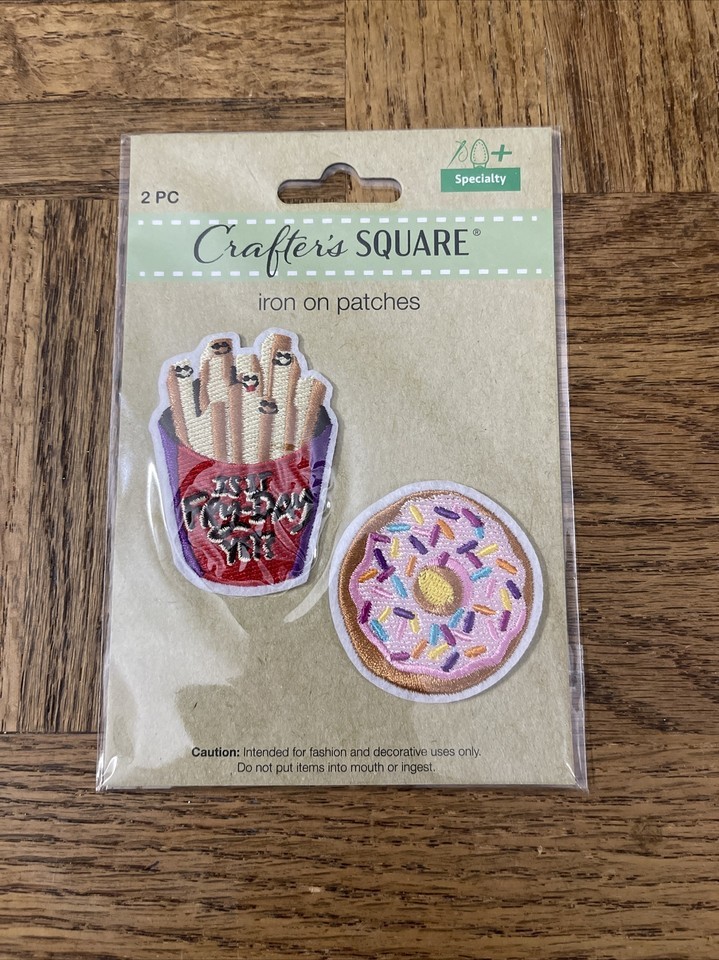 2 PC
Specialty
Crafter's SQUARE®
iron on patches
IS IT
Fry-Day
Yet?
Caution: Intended for fashion and decorative uses only.
Do not put items into mouth or ingest.